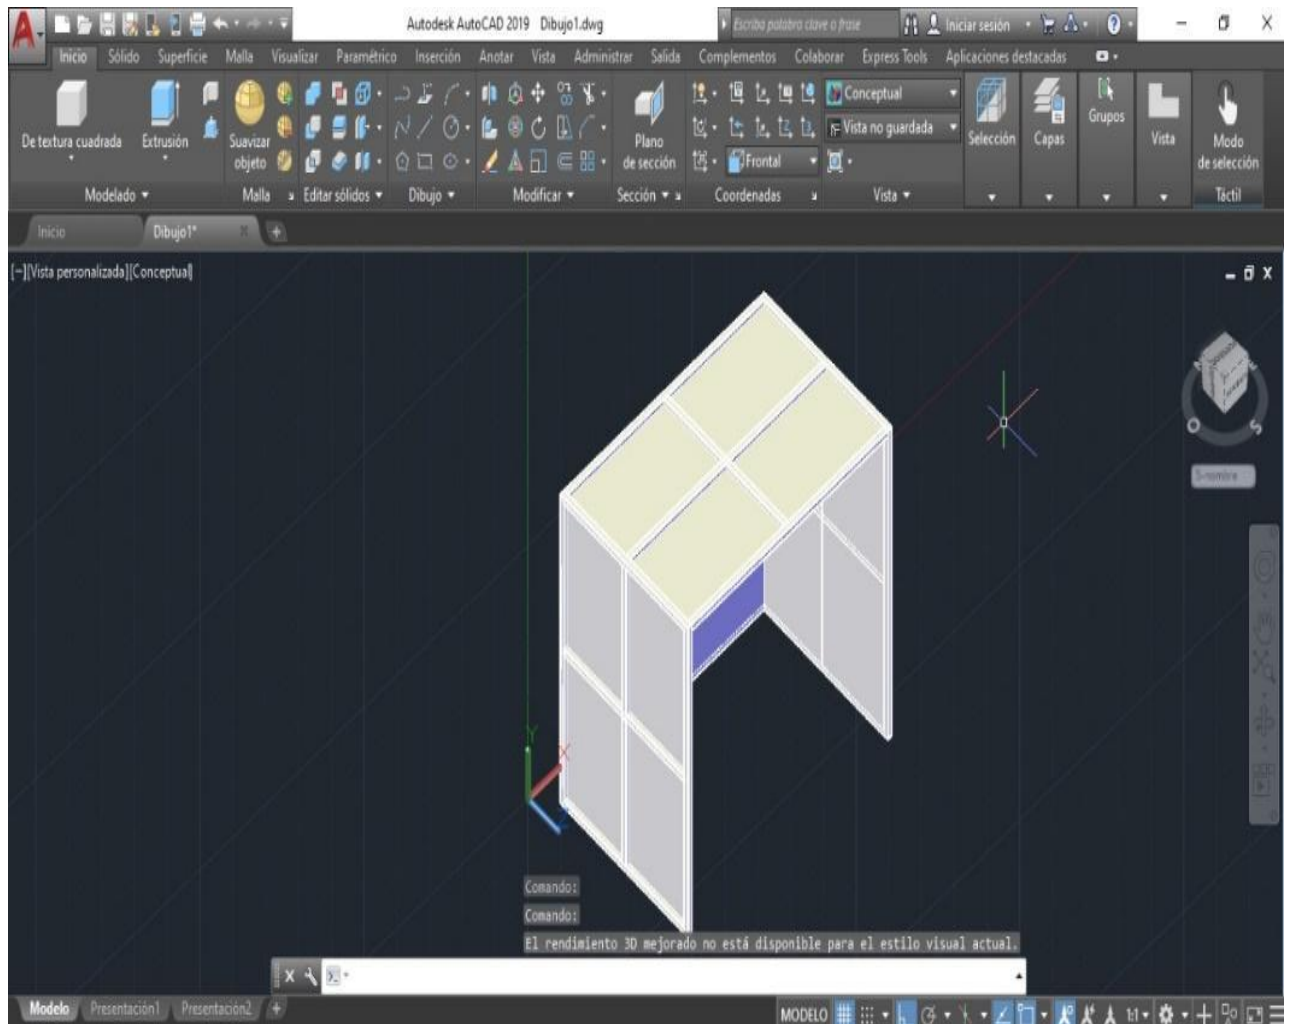 Autodesk AutoCAD 2019 Dibujo1.dwg
Escriba palabra clave o frase
Iniciar sesión
Inicio Sólido Superficie Malla Visualizar Paramétrico Inserción Anotar Vista Administrar Salida Complementos Colaborar Express Tools Aplicaciones destacadas
De textura cuadrada
Extrusión
Suavizar
objeto
Plano
de sección
Conceptual
Vista no guardada
Frontal
Selección
Capas
Grupos
Vista
Modo
de selección
Modelado Malla Editar sólidos Dibujo Modificar Sección Coordenadas Vista Táctil
Inicio Dibujo1* +
[−][Vista personalizada][Conceptual]
O S
Y
X
Comando:
Comando:
El rendimiento 3D mejorado no está disponible para el estilo visual actual.
Modelo Presentación1 Presentación2 +
MODELO 1:1